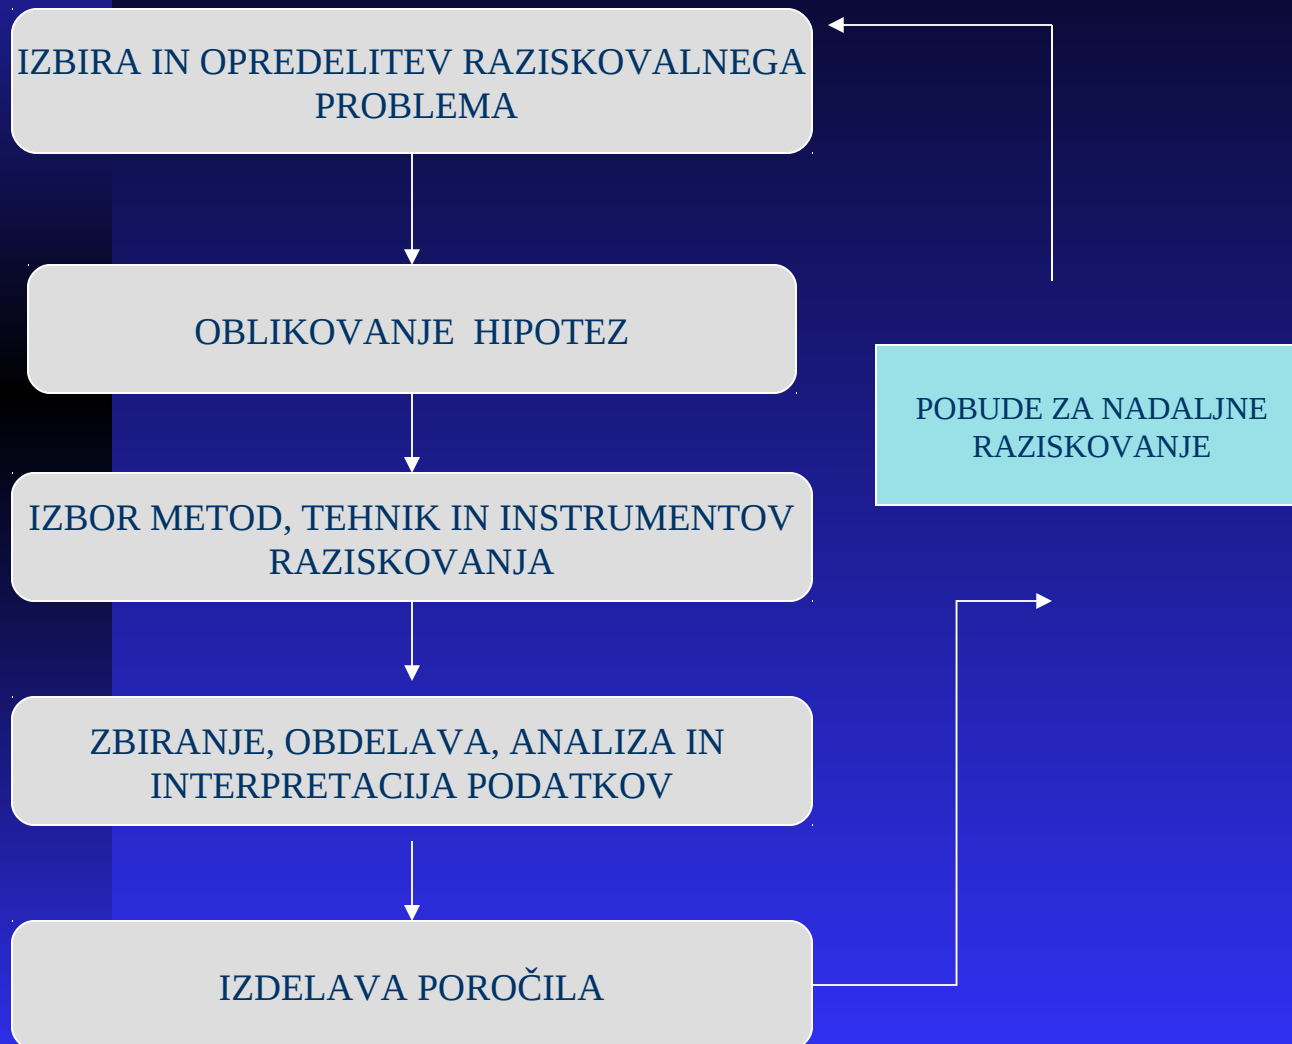 IZBIRA IN OPREDELITEV RAZISKOVALNEGA
PROBLEMA
OBLIKOVANJE  HIPOTEZ
IZBOR METOD, TEHNIK IN INSTRUMENTOV
RAZISKOVANJA
ZBIRANJE, OBDELAVA, ANALIZA IN
INTERPRETACIJA PODATKOV
IZDELAVA POROČILA
POBUDE ZA NADALJNE
RAZISKOVANJE